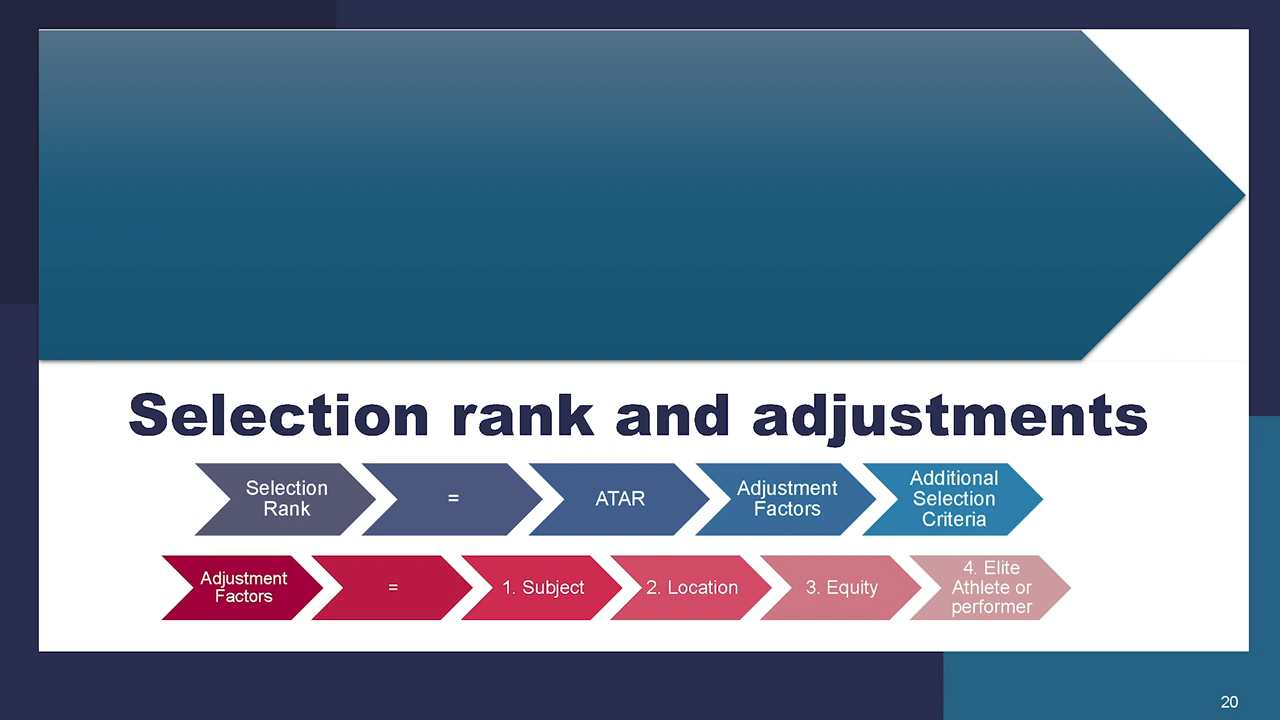 Selection rank and adjustments
Selection
Rank
=
ATAR
Adjustment
Factors
Additional
Selection
Criteria
Adjustment
Factors
=
1. Subject
2. Location
3. Equity
4. Elite
Athlete or
performer
20